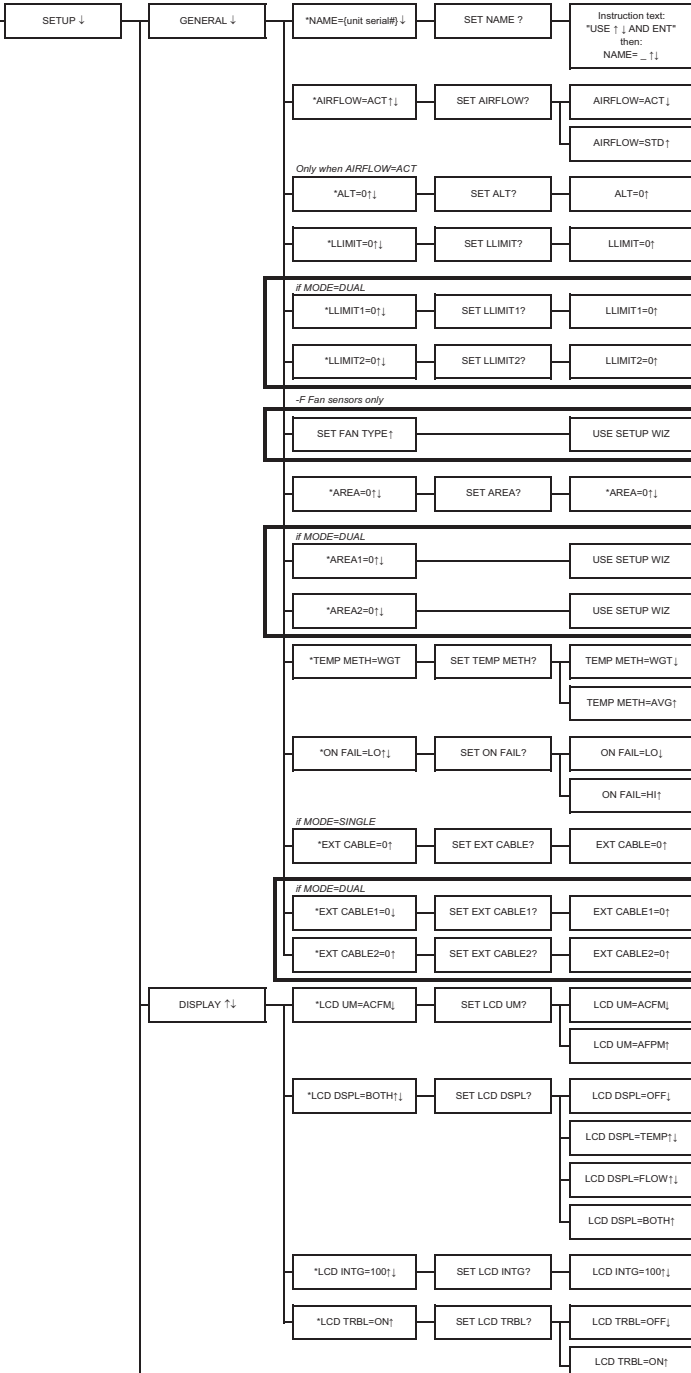 SETUP ↓
GENERAL ↓
*NAME={unit serial#}↓
SET NAME ?
Instruction text:
"USE ↑ ↓ AND ENT"
then:
NAME= _ ↑↓
*AIRFLOW=ACT↑↓
SET AIRFLOW?
AIRFLOW=ACT↓
AIRFLOW=STD↑
Only when AIRFLOW=ACT
*ALT=0↑↓
SET ALT?
ALT=0↑
*LLIMIT=0↑↓
SET LLIMIT?
LLIMIT=0↑
if MODE=DUAL
*LLIMIT1=0↑↓
SET LLIMIT1?
LLIMIT1=0↑
*LLIMIT2=0↑↓
SET LLIMIT2?
LLIMIT2=0↑
-F Fan sensors only
SET FAN TYPE↑
USE SETUP WIZ
*AREA=0↑↓
SET AREA?
*AREA=0↑↓
if MODE=DUAL
*AREA1=0↑↓
USE SETUP WIZ
*AREA2=0↑↓
USE SETUP WIZ
*TEMP METH=WGT
SET TEMP METH?
TEMP METH=WGT↓
TEMP METH=AVG↑
*ON FAIL=LO↑↓
SET ON FAIL?
ON FAIL=LO↓
ON FAIL=HI↑
if MODE=SINGLE
*EXT CABLE=0↑
SET EXT CABLE?
EXT CABLE=0↑
if MODE=DUAL
*EXT CABLE1=0↓
SET EXT CABLE1?
EXT CABLE1=0↑
*EXT CABLE2=0↑
SET EXT CABLE2?
EXT CABLE2=0↑
DISPLAY ↑↓
*LCD UM=ACFM↓
SET LCD UM?
LCD UM=ACFM↓
LCD UM=AFPM↑
*LCD DSPL=BOTH↑↓
SET LCD DSPL?
LCD DSPL=OFF↓
LCD DSPL=TEMP↑↓
LCD DSPL=FLOW↑↓
LCD DSPL=BOTH↑
*LCD INTG=100↑↓
SET LCD INTG?
LCD INTG=100↑↓
*LCD TRBL=ON↑
SET LCD TRBL?
LCD TRBL=OFF↓
LCD TRBL=ON↑